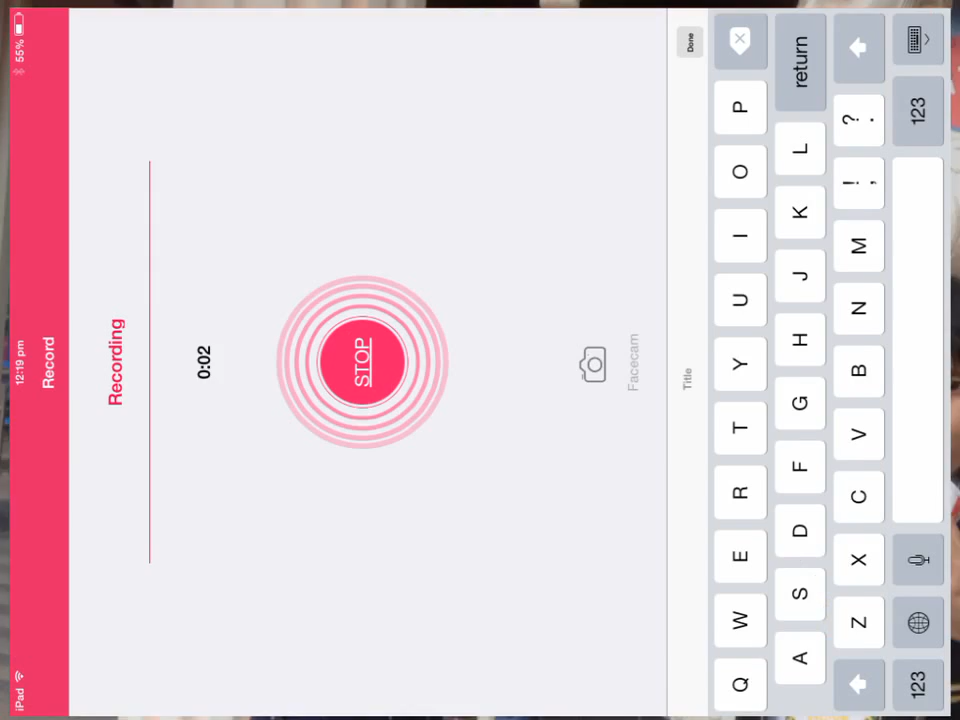 iPad 12:19 pm 55%
Record
Recording
0:02
STOP
Facecam
Title Done
Q W E R T Y U I O P
A S D F G H J K L return
Z X C V B N M ! , ? .
123 123